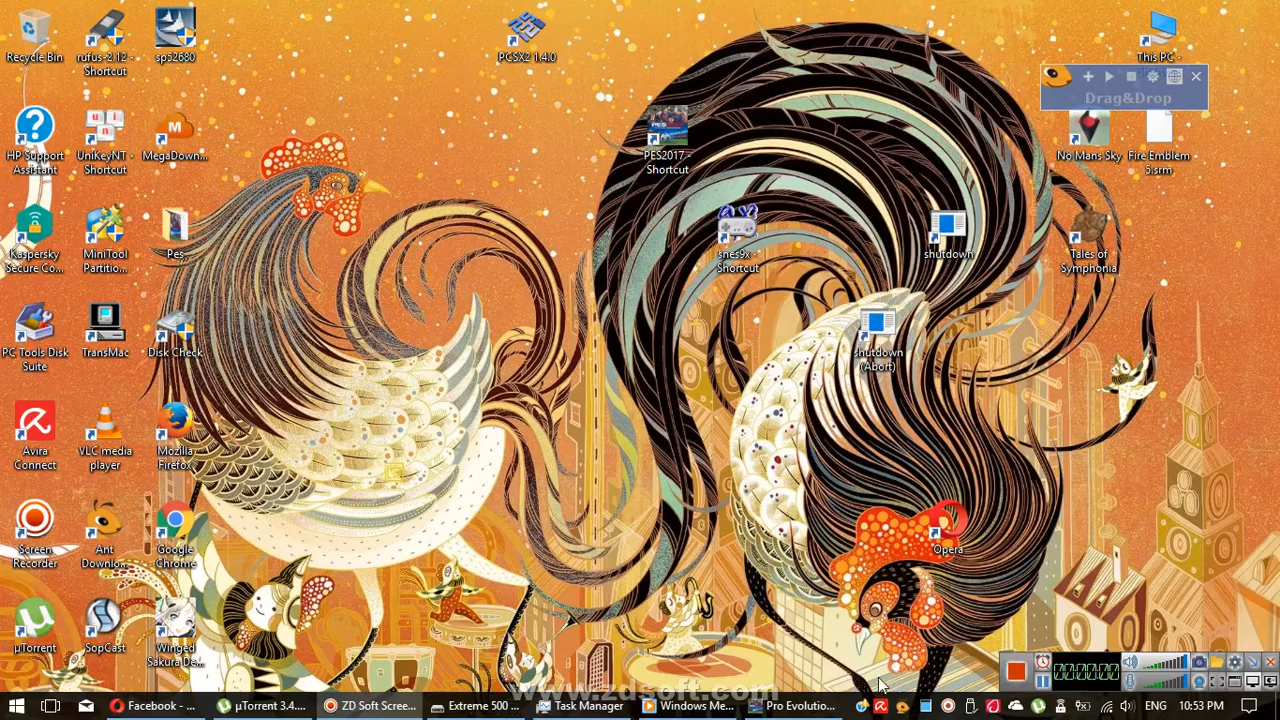 Recycle Bin
rufus-2.12 -
Shortcut
sp52680
PCSX2 1.4.0
This PC -
Drag&Drop
HP Support
Assistant
UniKeyNT -
Shortcut
MegaDown...
PES2017 -
Shortcut
No Mans Sky
Fire Emblem
5.srm
Kaspersky
Secure Co...
MiniTool
Partitio...
Pes
snes9x -
Shortcut
shutdown
Tales of
Symphonia
PC Tools Disk
Suite
TransMac
Disk Check
shutdown
(Abort)
Avira
Connect
VLC media
player
Mozilla
Firefox
Screen
Recorder
Ant
Downlo...
Google
Chrome
Opera
µTorrent
SopCast
Winged
Sakura De...
00:00:00
www.zdsoft.com
Facebook - ...
µTorrent 3.4....
ZD Soft Scree...
Extreme 500 ...
Task Manager
Windows Me...
Pro Evolutio...
ENG
10:53 PM